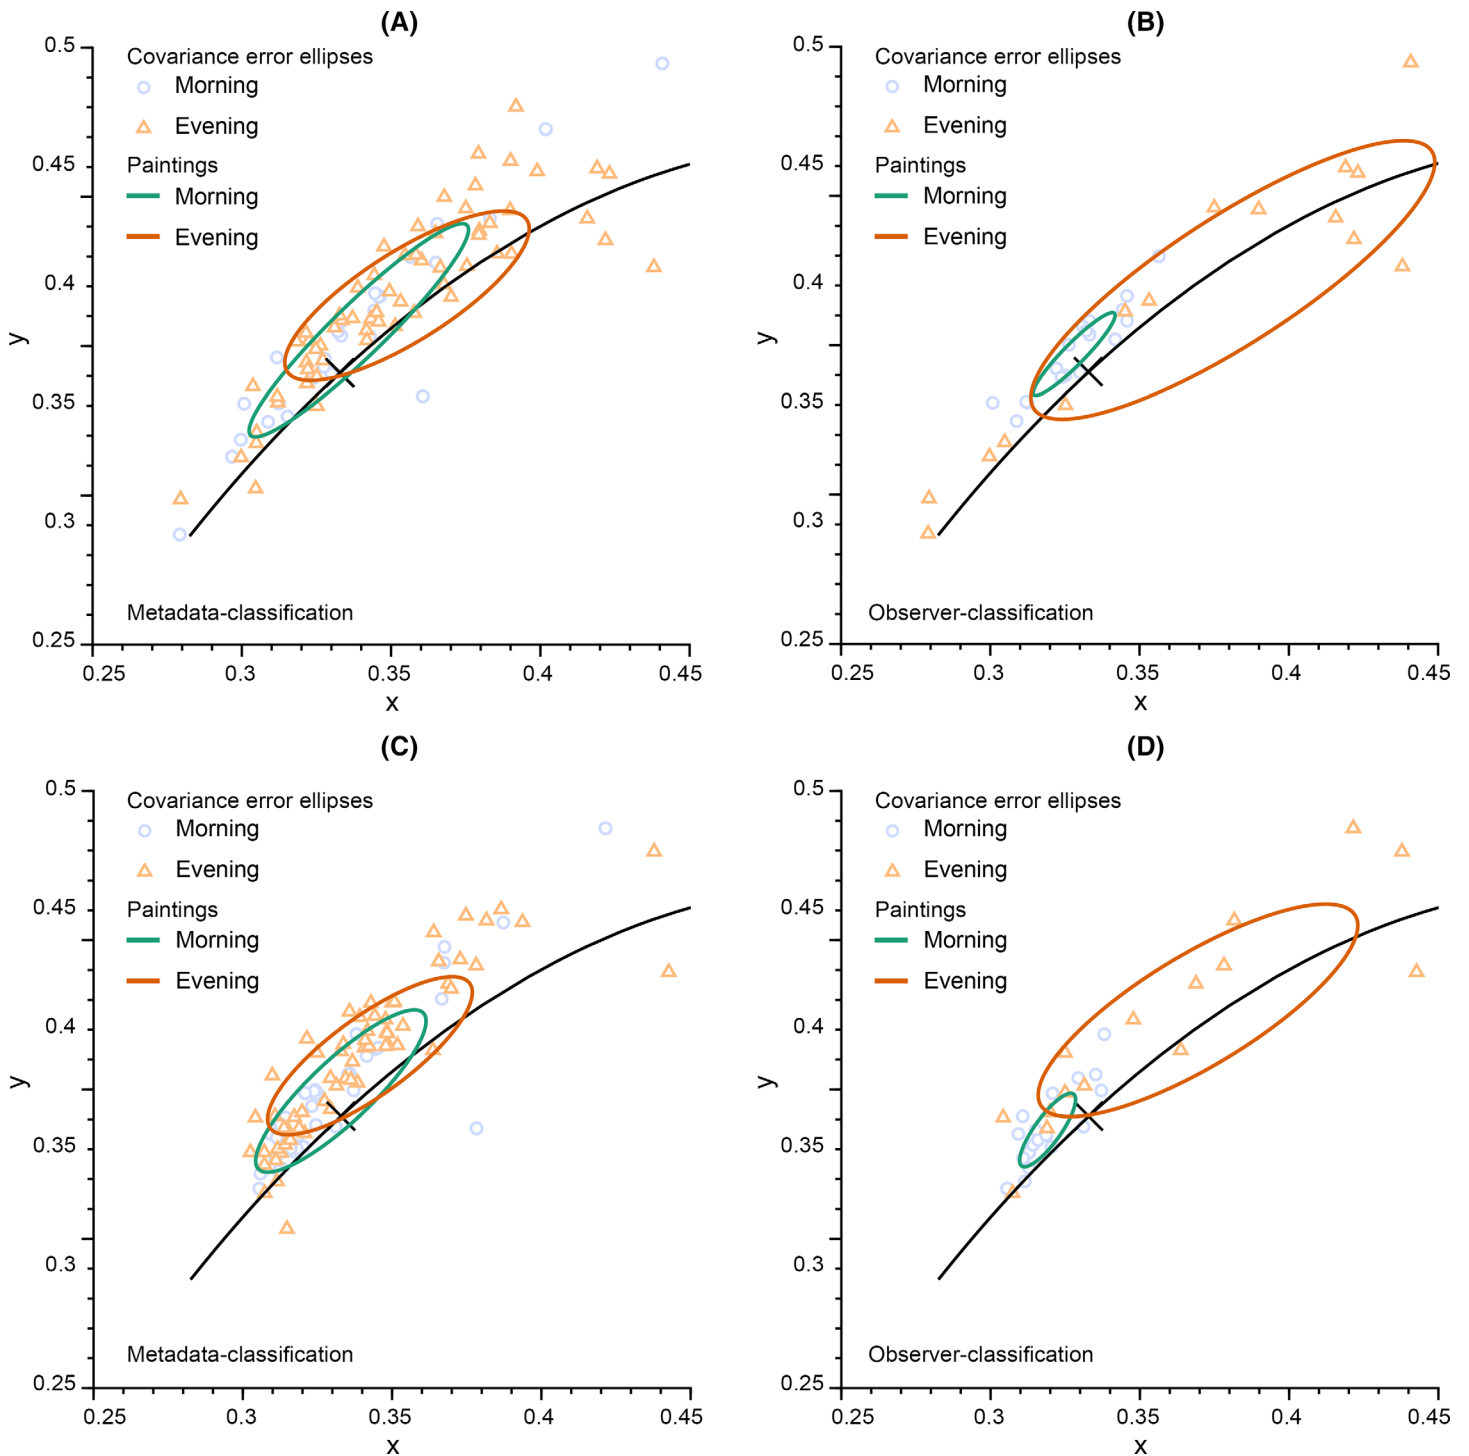 (A)
0.5
0.45
0.4
0.35
0.3
0.25
y
Covariance error ellipses
Morning
Evening
Paintings
Morning
Evening
Metadata-classification
0.25
0.3
0.35
0.4
0.45
x
(B)
0.5
0.45
0.4
0.35
0.3
0.25
y
Covariance error ellipses
Morning
Evening
Paintings
Morning
Evening
Observer-classification
0.25
0.3
0.35
0.4
0.45
x
(C)
0.5
0.45
0.4
0.35
0.3
0.25
y
Covariance error ellipses
Morning
Evening
Paintings
Morning
Evening
Metadata-classification
0.25
0.3
0.35
0.4
0.45
x
(D)
0.5
0.45
0.4
0.35
0.3
0.25
y
Covariance error ellipses
Morning
Evening
Paintings
Morning
Evening
Observer-classification
0.25
0.3
0.35
0.4
0.45
x